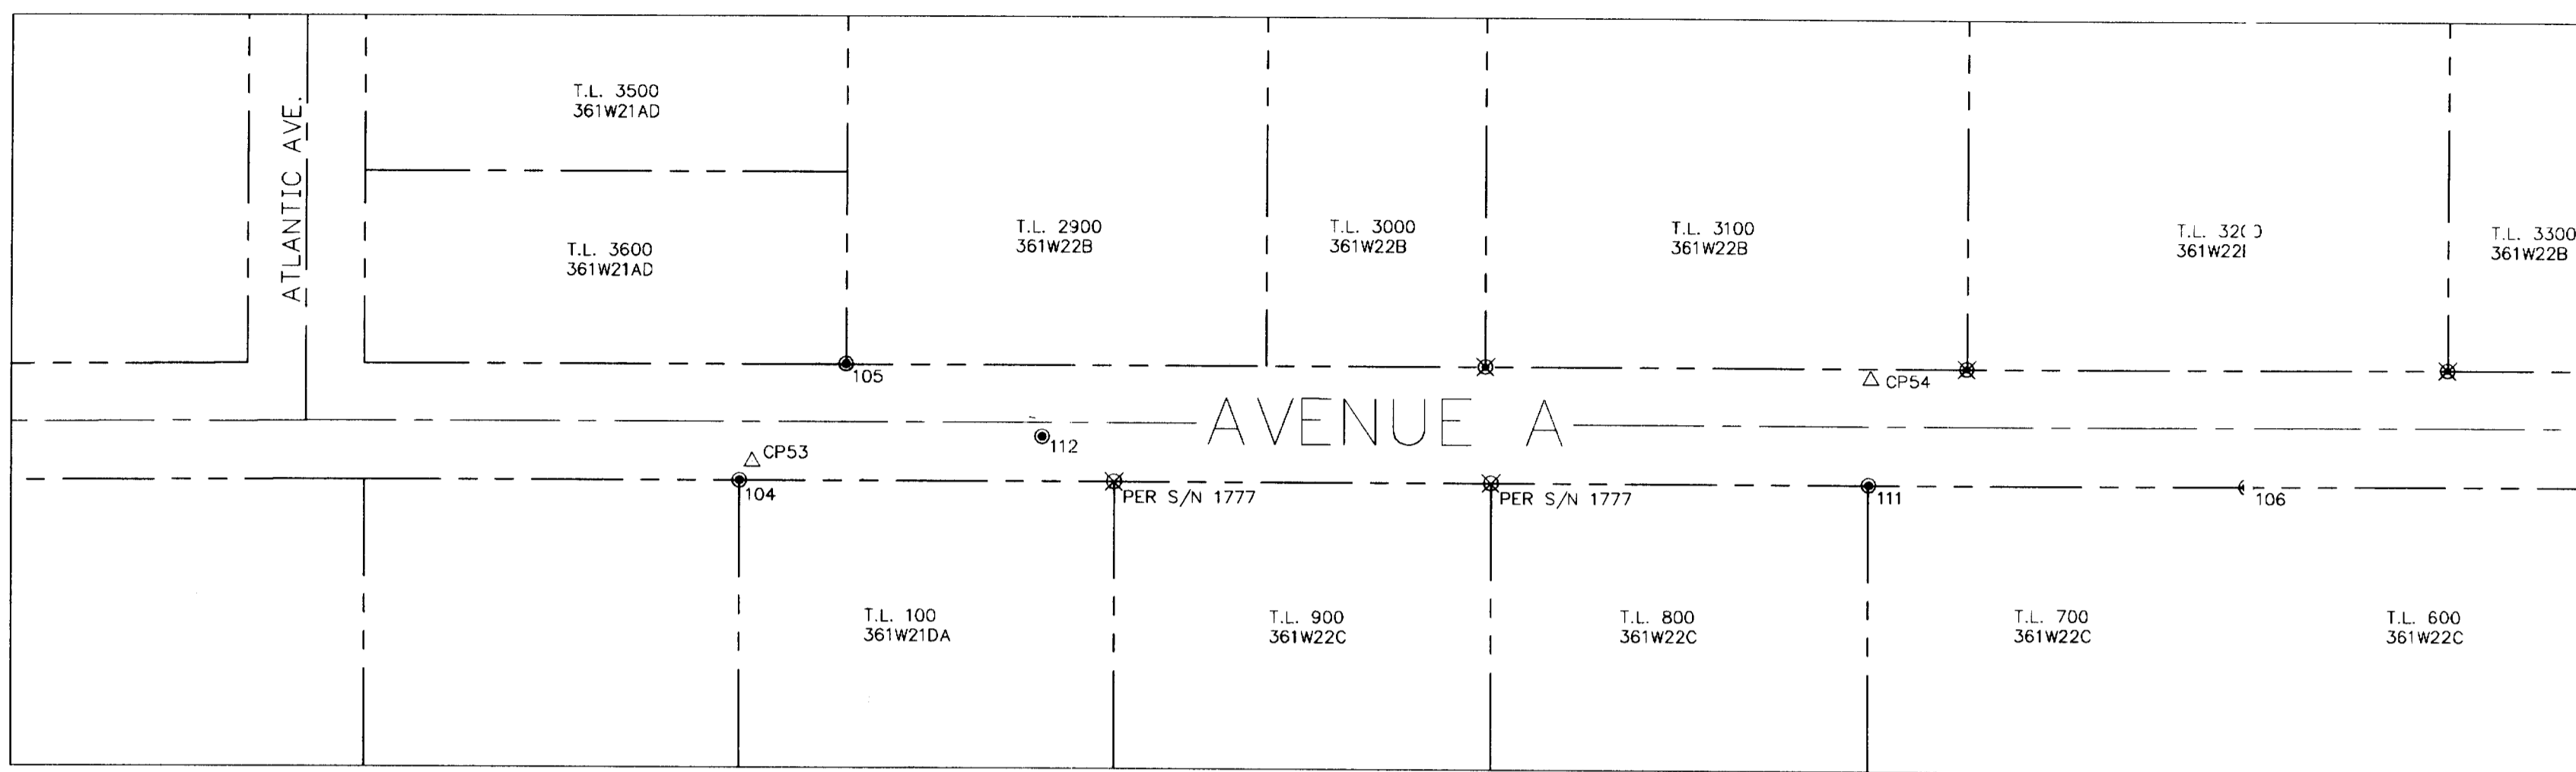 ATLANTIC AVE.
T.L. 3500
361W21AD
T.L. 3600
361W21AD
T.L. 2900
361W22B
T.L. 3000
361W22B
T.L. 3100
361W22B
361W22B
T.L. 3300
361W22B
105
CP54
AVENUE A
112
CP53
104
PER S/N 1777
PER S/N 1777
111
106
T.L. 100
361W21DA
T.L. 900
361W22C
T.L. 800
361W22C
T.L. 700
361W22C
T.L. 600
361W22C